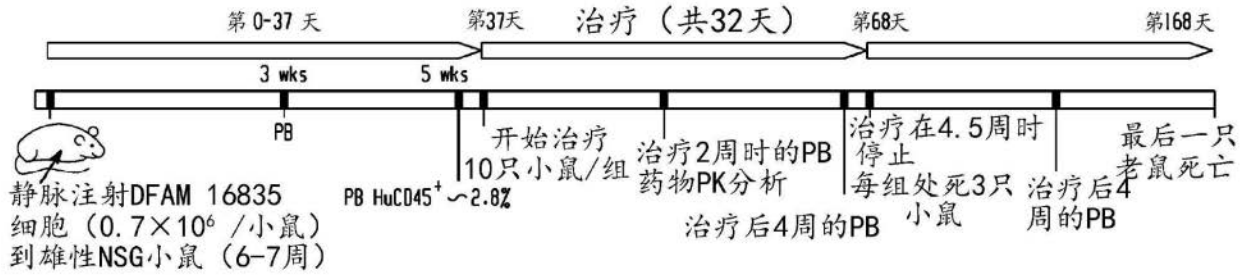 第 0-37 天
第37天
治疗（共32天）
第68天
第168天
3 wks
5 wks
PB
静脉注射DFAM 16835
细胞（0.7×10⁶ /小鼠）
到雄性NSG小鼠（6-7周）
PB HuCD45⁺ ~2.8%
开始治疗
10只小鼠/组
治疗2周时的PB
药物PK分析
治疗后4周的PB
治疗在4.5周时
停止
每组处死3只
小鼠
治疗后4
周的PB
最后一只
老鼠死亡